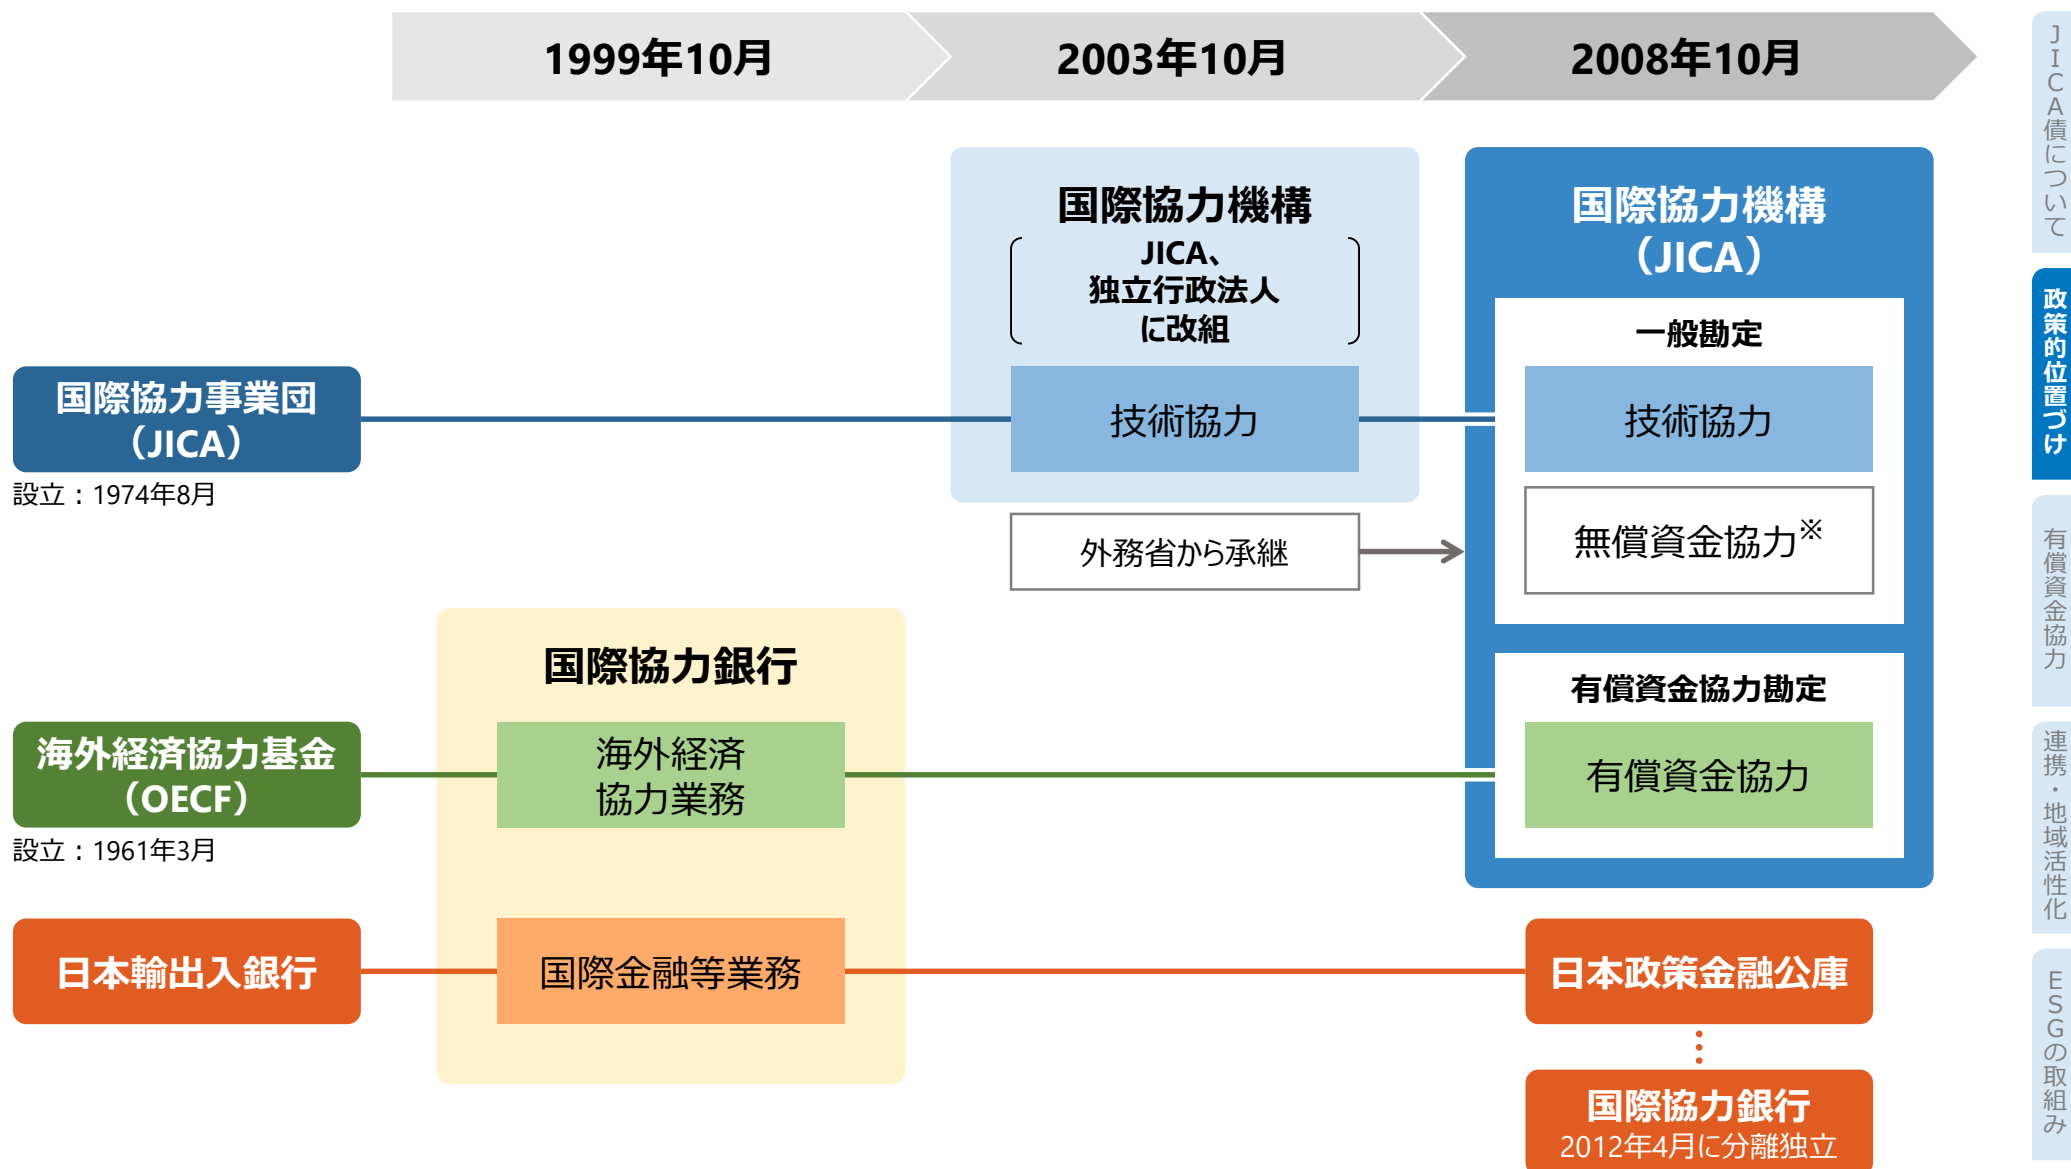 1999年10月
2003年10月
2008年10月
国際協力機構
JICA、
独立行政法人
に改組
技術協力
国際協力機構
（JICA）
一般勘定
技術協力
無償資金協力※
国際協力事業団
（JICA）
設立：1974年8月
外務省から承継
国際協力銀行
有償資金協力勘定
海外経済協力基金
（OECF）
設立：1961年3月
海外経済
協力業務
有償資金協力
日本輸出入銀行
国際金融等業務
日本政策金融公庫
国際協力銀行
2012年4月に分離独立
JICA債について
政策的位置づけ
有償資金協力
連携・地域活性化
ESGの取組み